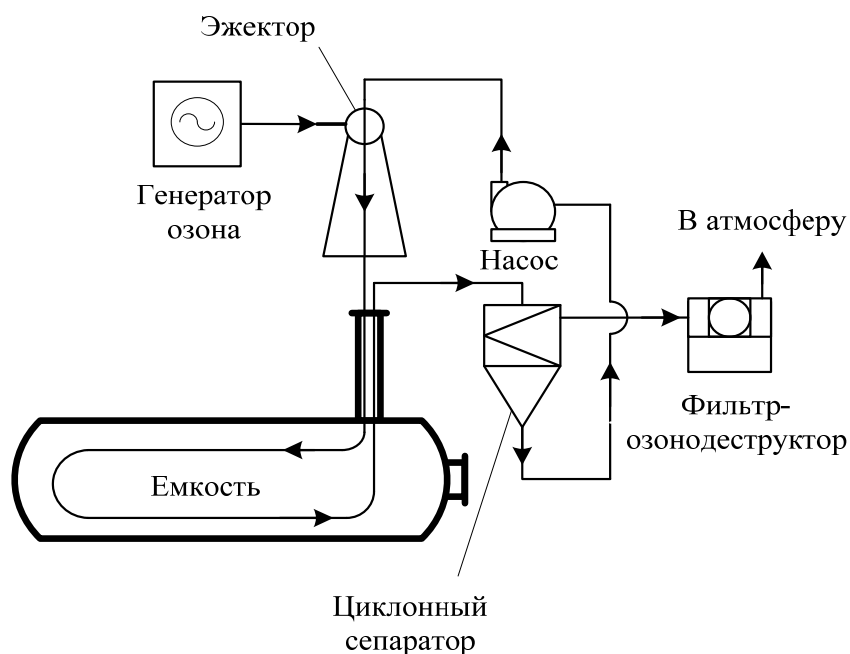 Эжектор
Генератор
озона
Насос
В атмосферу
Фильтр-
озонодеструктор
Емкость
Циклонный
сепаратор